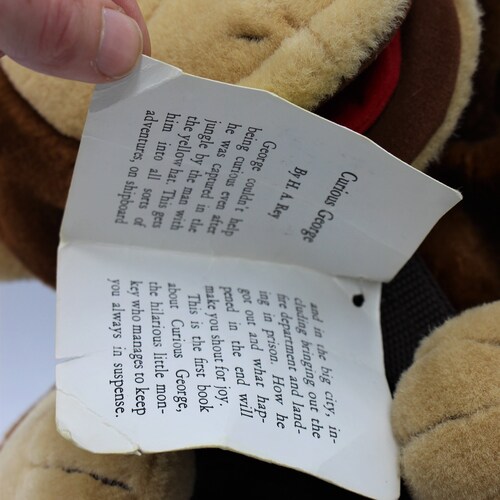 Curious George
By H. A. Rey
George couldn't help
being curious even after
he was captured in the
jungle by the man with
the yellow hat. This gets
him into all sorts of
adventures, on shipboard
and in the big city, in-
cluding bringing out the
fire department and land-
ing in prison. How he
got out and what hap-
pened in the end will
make you shout for joy.
This is the first book
about Curious George,
the hilarious little mon-
key who manages to keep
you always in suspense.